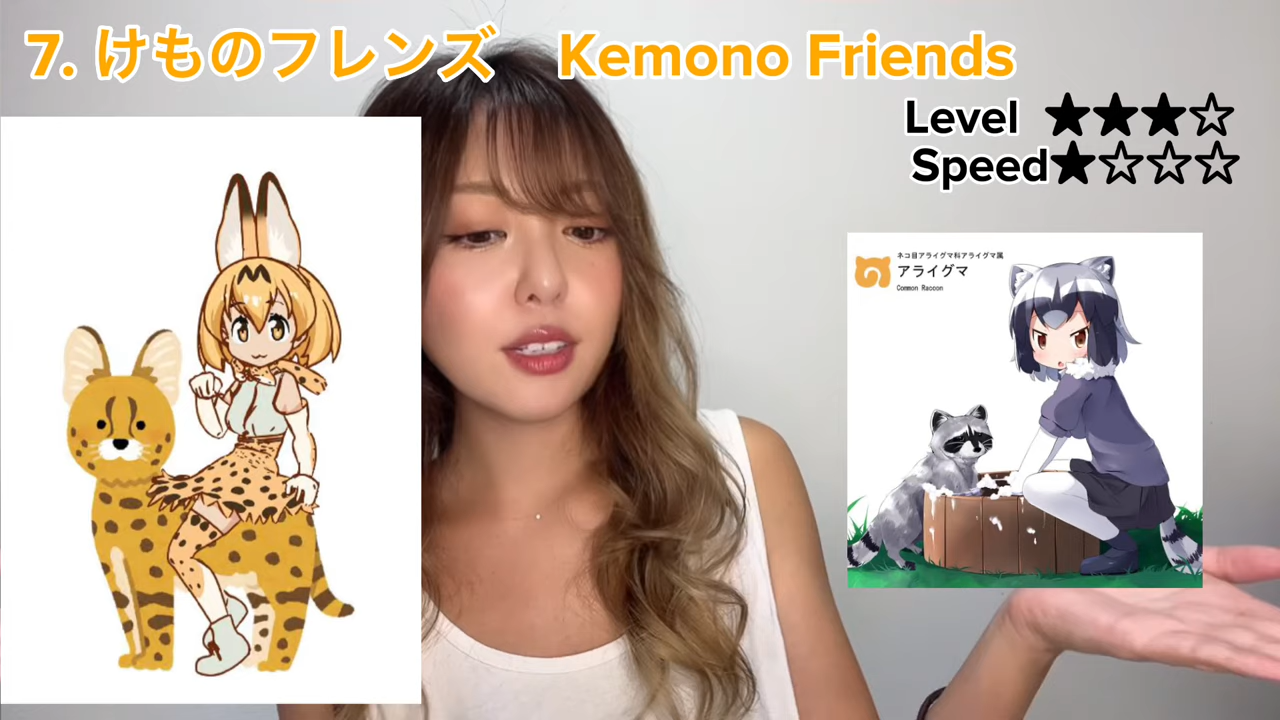 7. けものフレンズ Kemono Friends
Level ★★★☆
Speed★☆☆☆
ネコ目アライグマ科アライグマ属
アライグマ
Common Racoon